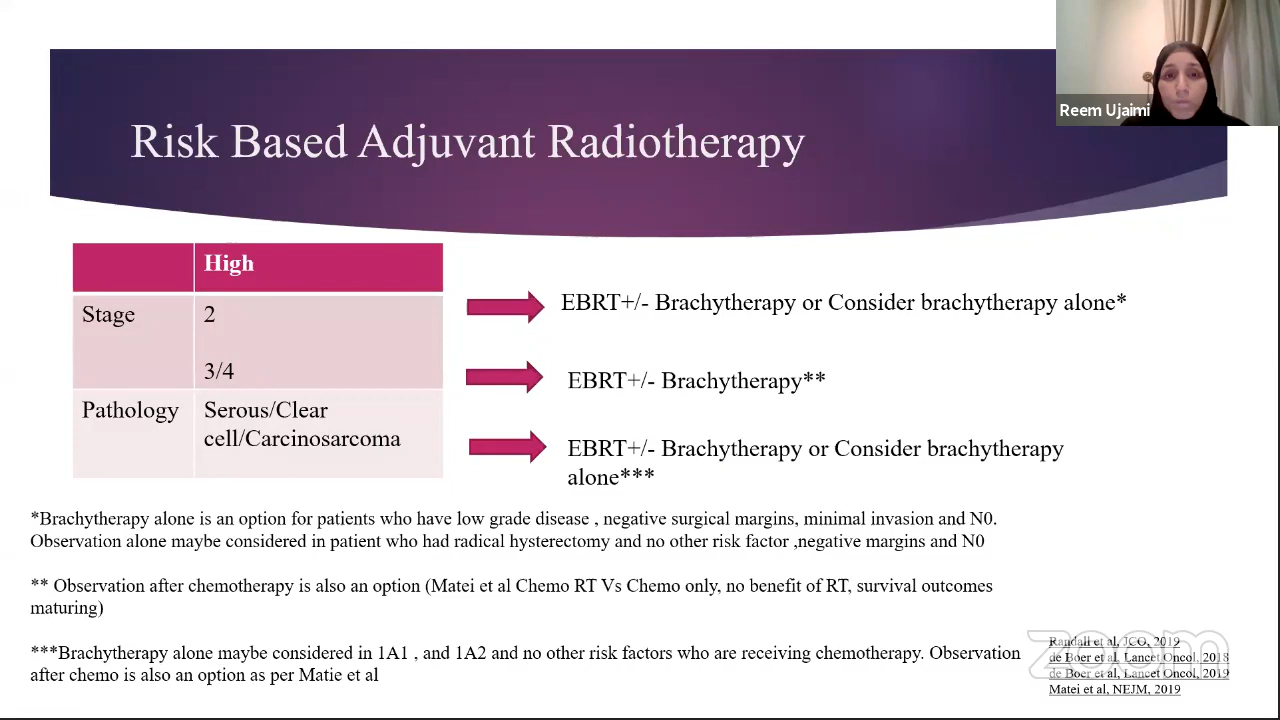 Reem Ujaimi
Risk Based Adjuvant Radiotherapy
High
Stage
2
3/4
Pathology
Serous/Clear
cell/Carcinosarcoma
EBRT+/- Brachytherapy or Consider brachytherapy alone*
EBRT+/- Brachytherapy**
EBRT+/- Brachytherapy or Consider brachytherapy
alone***
*Brachytherapy alone is an option for patients who have low grade disease , negative surgical margins, minimal invasion and N0.
Observation alone maybe considered in patient who had radical hysterectomy and no other risk factor ,negative margins and N0
** Observation after chemotherapy is also an option (Matei et al Chemo RT Vs Chemo only, no benefit of RT, survival outcomes
maturing)
***Brachytherapy alone maybe considered in 1A1 , and 1A2 and no other risk factors who are receiving chemotherapy. Observation
after chemo is also an option as per Matie et al
zoom
Randall et al, JCO, 2019
de Boer et al, Lancet Oncol, 2018
de Boer et al, Lancet Oncol, 2019
Matei et al, NEJM, 2019